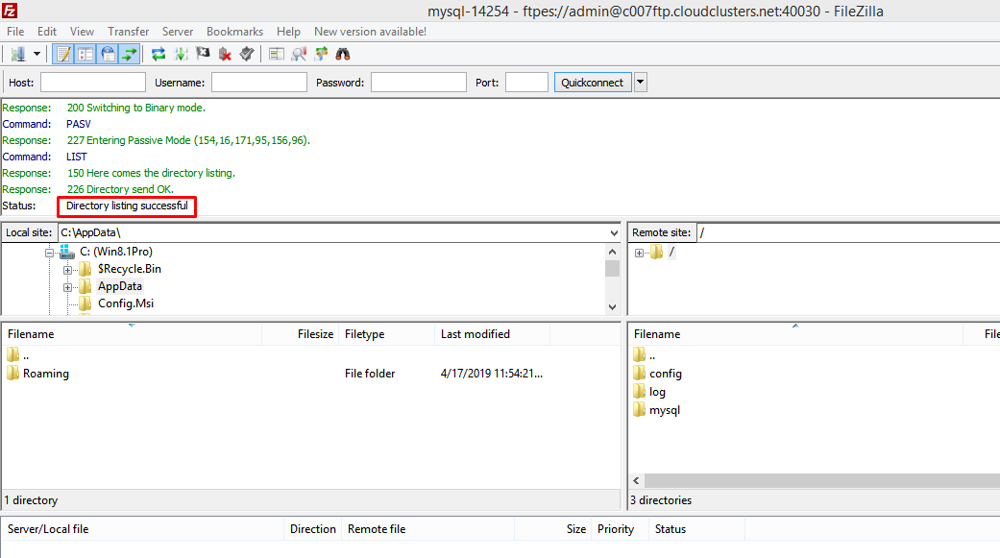 Fz
mysql-14254 - ftpes://admin@c007ftp.cloudclusters.net:40030 - FileZilla
File Edit View Transfer Server Bookmarks Help New version available!
Host: Username: Password: Port: Quickconnect
Response: 200 Switching to Binary mode.
Command: PASV
Response: 227 Entering Passive Mode (154,16,171,95,156,96).
Command: LIST
Response: 150 Here comes the directory listing.
Response: 226 Directory send OK.
Status: Directory listing successful
Local site: C:\AppData\
C: (Win8.1Pro)
$Recycle.Bin
AppData
Config.Msi
Remote site: /
/
Filename Filesize Filetype Last modified
..
Roaming File folder 4/17/2019 11:54:21...
1 directory
Filename File
..
config
log
mysql
3 directories
Server/Local file Direction Remote file Size Priority Status